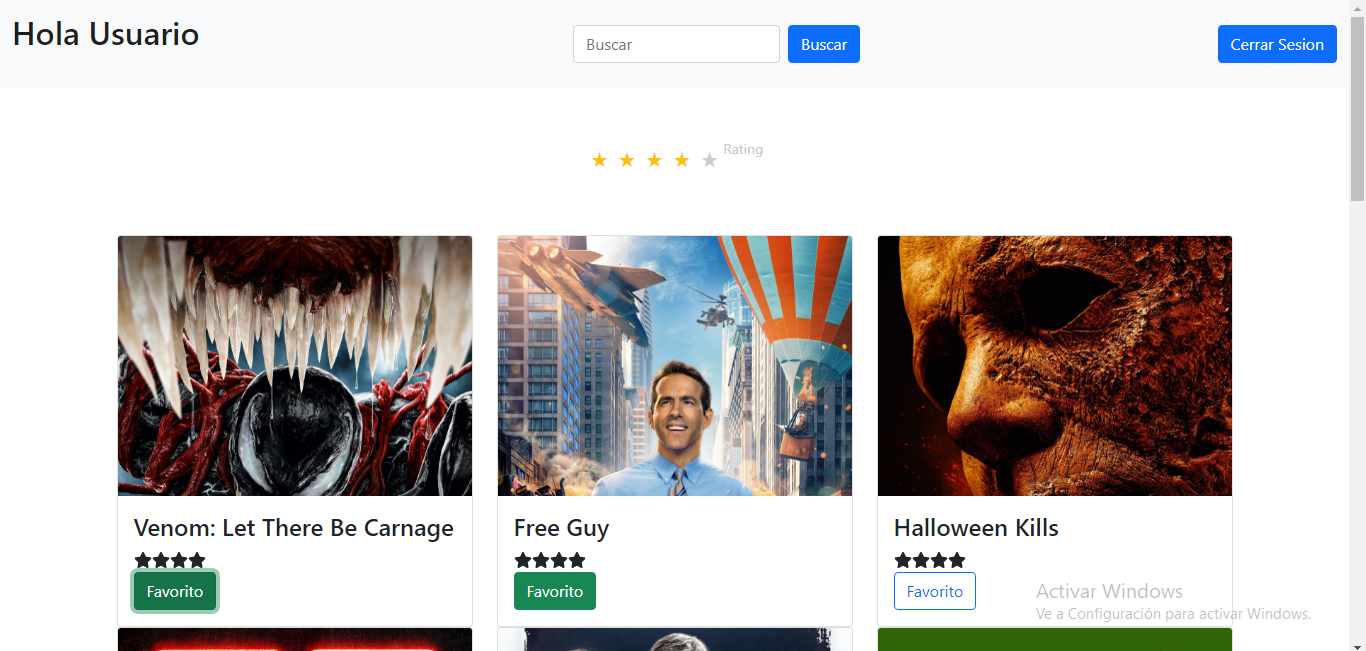 Hola Usuario
Buscar
Buscar
Cerrar Sesion
Rating
Venom: Let There Be Carnage
Free Guy
Halloween Kills
Favorito
Favorito
Favorito
Activar Windows
Ve a Configuración para activar Windows.